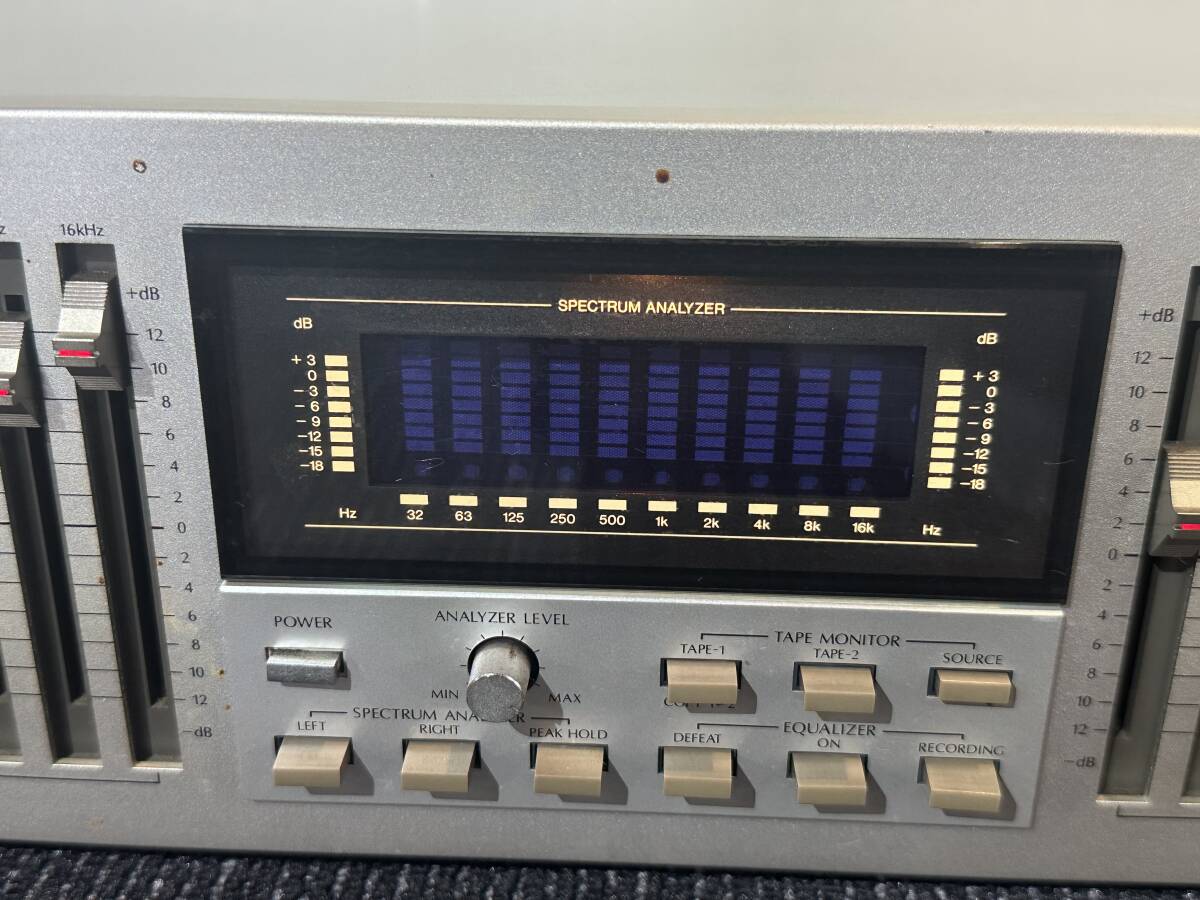 16kHz
+dB
12
10
8
6
4
2
0
2
4
6
8
10
12
-dB
SPECTRUM ANALYZER
dB
+3
0
-3
-6
-9
-12
-15
-18
dB
+3
0
-3
-6
-9
-12
-15
-18
Hz 32 63 125 250 500 1k 2k 4k 8k 16k Hz
POWER
ANALYZER LEVEL
MIN MAX
SPECTRUM ANALYZER
LEFT RIGHT PEAK HOLD
TAPE MONITOR
TAPE-1 TAPE-2 SOURCE
EQUALIZER
DEFEAT ON RECORDING
+dB
12
10
8
6
4
2
0
2
4
6
8
10
12
-dB